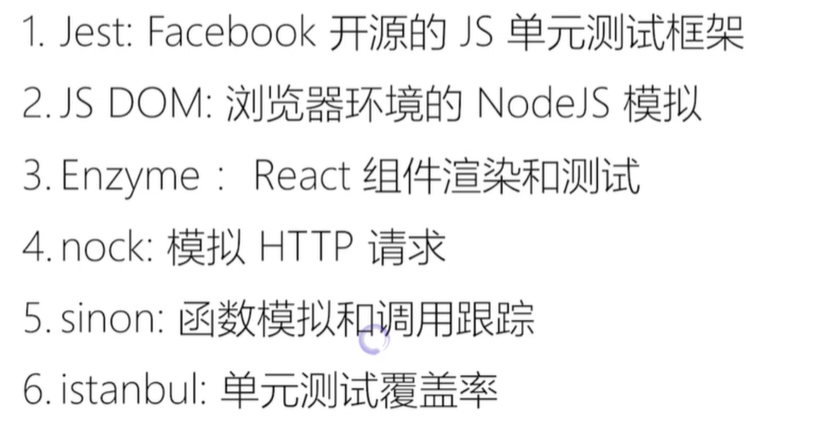 1. Jest: Facebook 开源的 JS 单元测试框架
2. JS DOM: 浏览器环境的 NodeJS 模拟
3. Enzyme： React 组件渲染和测试
4. nock: 模拟 HTTP 请求
5. sinon: 函数模拟和调用跟踪
6. istanbul: 单元测试覆盖率